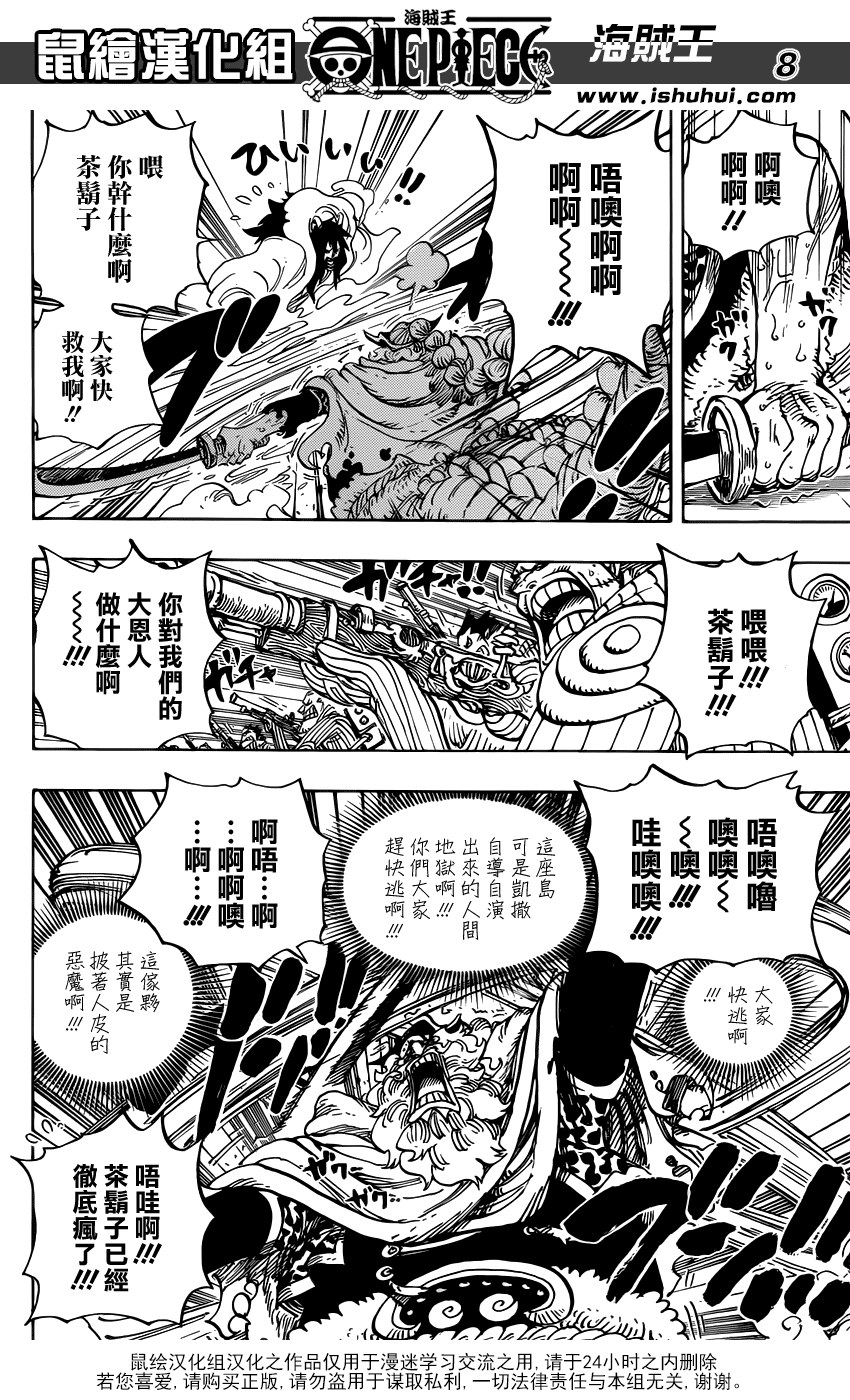 鼠繪漢化組
海賊王
ONE PIECE
海賊王
8
www.ishuhui.com
啊噢
啊啊!!
唔噢啊啊
啊啊~~~!!!
ひいいいい!!
喂
你幹什麼啊
茶鬍子
大家快
救我啊!!
喂喂!!!
茶鬍子!!!
ガチャ!!
ガチャ
你對我們的
大恩人
做什麼啊
~~~!!!
唔噢嚕
噢噢~
~噢!!!
哇噢噢!!!
這座島
可是凱撒
自導自演
出來的人間
地獄啊!!!
你們大家
趕快逃啊!!!
啊唔…啊
…啊啊噢
…啊…!!!
大家
快逃啊
!!!
這傢夥
其實是
披著人皮的
惡魔啊!!!
唔哇啊!!!
茶鬍子已經
徹底瘋了!!!
鼠绘汉化组汉化之作品仅用于漫迷学习交流之用, 请于24小时之内删除
若您喜爱, 请购买正版, 请勿盗用于谋取私利, 一切法律责任与本组无关, 谢谢。